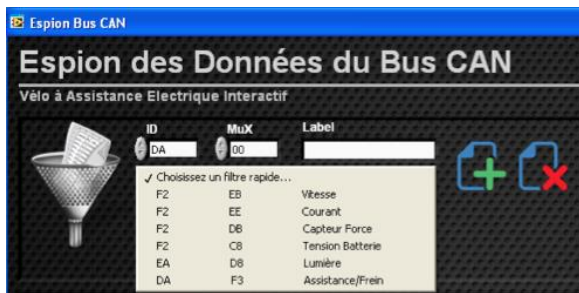 Espion Bus CAN
Espion des Données du Bus CAN
Vélo à Assistance Electrique Interactif
ID MuX Label
DA 00
✓ Choisissez un filtre rapide...
F2 EB Vitesse
F2 EE Courant
F2 DB Capteur Force
F2 C8 Tension Batterie
EA D8 Lumière
DA F3 Assistance/Frein